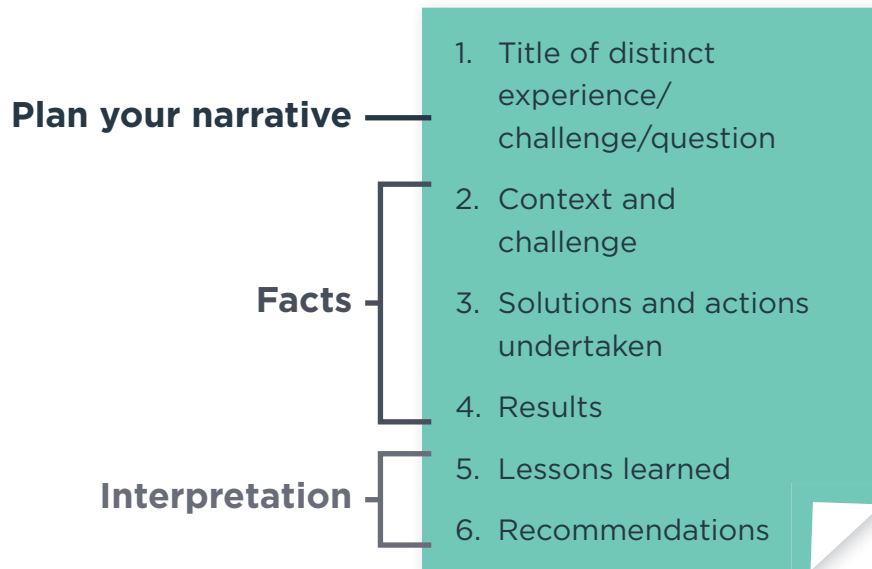 Plan your narrative
1. Title of distinct
experience/
challenge/question
Facts
2. Context and
challenge
3. Solutions and actions
undertaken
4. Results
Interpretation
5. Lessons learned
6. Recommendations